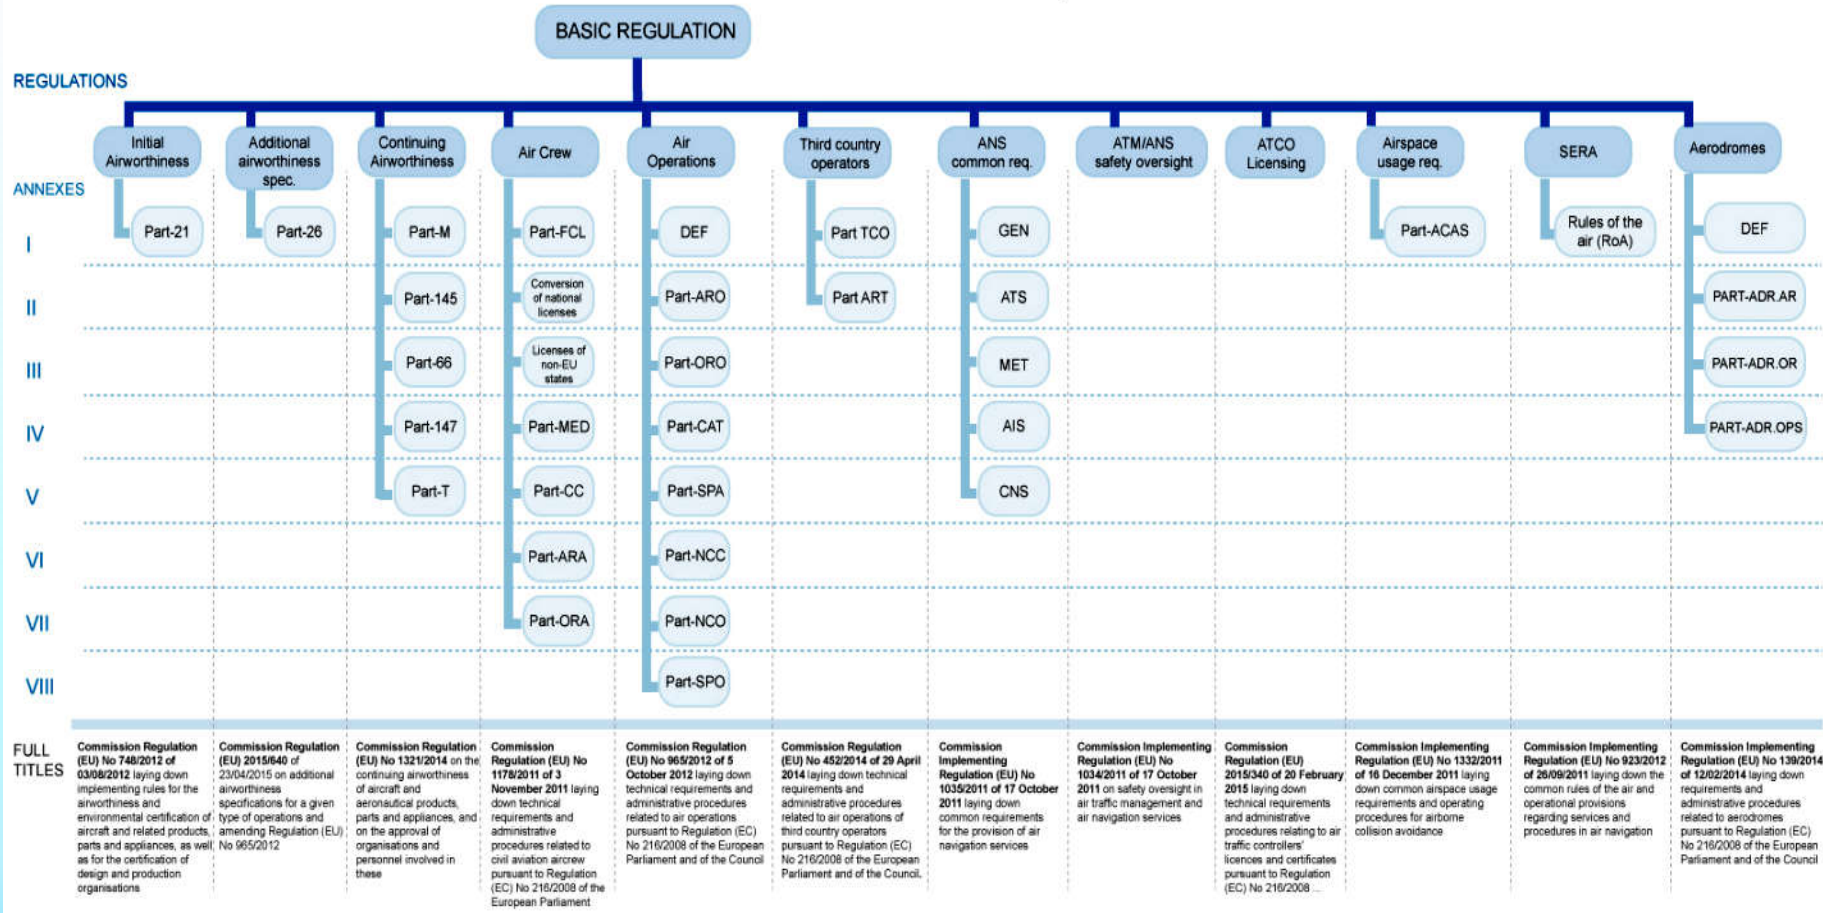 BASIC REGULATION
REGULATIONS
Initial
Airworthiness
Additional
airworthiness
spec.
Continuing
Airworthiness
Air Crew
Air
Operations
Third country
operators
ANS
common req.
ATM/ANS
safety oversight
ATCO
Licensing
Airspace
usage req.
SERA
Aerodromes
ANNEXES
I
Part-21
Part-26
Part-M
Part-FCL
DEF
Part TCO
GEN
Part-ACAS
Rules of the
air (RoA)
DEF
II
Part-145
Conversion
of national
licenses
Part-ARO
Part ART
ATS
PART-ADR.AR
III
Part-66
Licenses of
non-EU
states
Part-ORO
MET
PART-ADR.OR
IV
Part-147
Part-MED
Part-CAT
AIS
PART-ADR.OPS
V
Part-T
Part-CC
Part-SPA
CNS
VI
Part-ARA
Part-NCC
VII
Part-ORA
Part-NCO
VIII
Part-SPO
FULL
TITLES
Commission Regulation
(EU) No 748/2012 of
03/08/2012 laying down
implementing rules for the
airworthiness and
environmental certification of
aircraft and related products,
parts and appliances, as well
as for the certification of
design and production
organisations
Commission Regulation
(EU) 2015/640 of
23/04/2015 on additional
airworthiness
specifications for a given
type of operations and
amending Regulation (EU)
No 965/2012
Commission Regulation
(EU) No 1321/2014 on the
continuing airworthiness
of aircraft and
aeronautical products,
parts and appliances, and
on the approval of
organisations and
personnel involved in
these
Commission
Regulation (EU) No
1178/2011 of 3
November 2011 laying
down technical
requirements and
administrative
procedures related to
civil aviation aircrew
pursuant to Regulation
(EC) No 216/2008 of the
European Parliament
Commission Regulation
(EU) No 965/2012 of 5
October 2012 laying down
technical requirements and
administrative procedures
related to air operations
pursuant to Regulation (EC)
No 216/2008 of the European
Parliament and of the Council
Commission Regulation
(EU) No 452/2014 of 29 April
2014 laying down technical
requirements and
administrative procedures
related to air operations of
third country operators
pursuant to Regulation (EC)
No 216/2008 of the European
Parliament and of the Council.
Commission
Implementing
Regulation (EU) No
1035/2011 of 17 October
2011 laying down
common requirements
for the provision of air
navigation services
Commission Implementing
Regulation (EU) No
1034/2011 of 17 October
2011 on safety oversight in
air traffic management and
air navigation services
Commission
Regulation (EU)
2015/340 of 20 February
2015 laying down
technical requirements
and administrative
procedures relating to air
traffic controllers'
licences and certificates
pursuant to Regulation
(EC) No 216/2008 ...
Commission Implementing
Regulation (EU) No 1332/2011
of 16 December 2011 laying
down common airspace usage
requirements and operating
procedures for airborne
collision avoidance
Commission Implementing
Regulation (EU) No 923/2012
of 26/09/2011 laying down the
common rules of the air and
operational provisions
regarding services and
procedures in air navigation
Commission Implementing
Regulation (EU) No 139/2014
of 12/02/2014 laying down
requirements and
administrative procedures
related to aerodromes
pursuant to Regulation (EC)
No 216/2008 of the European
Parliament and of the Council